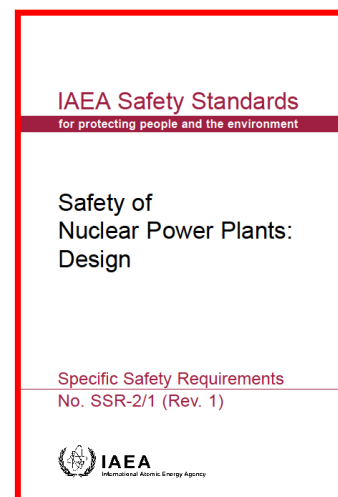 IAEA Safety Standards
for protecting people and the environment
Safety of
Nuclear Power Plants:
Design
Specific Safety Requirements
No. SSR-2/1 (Rev. 1)
IAEA
International Atomic Energy Agency